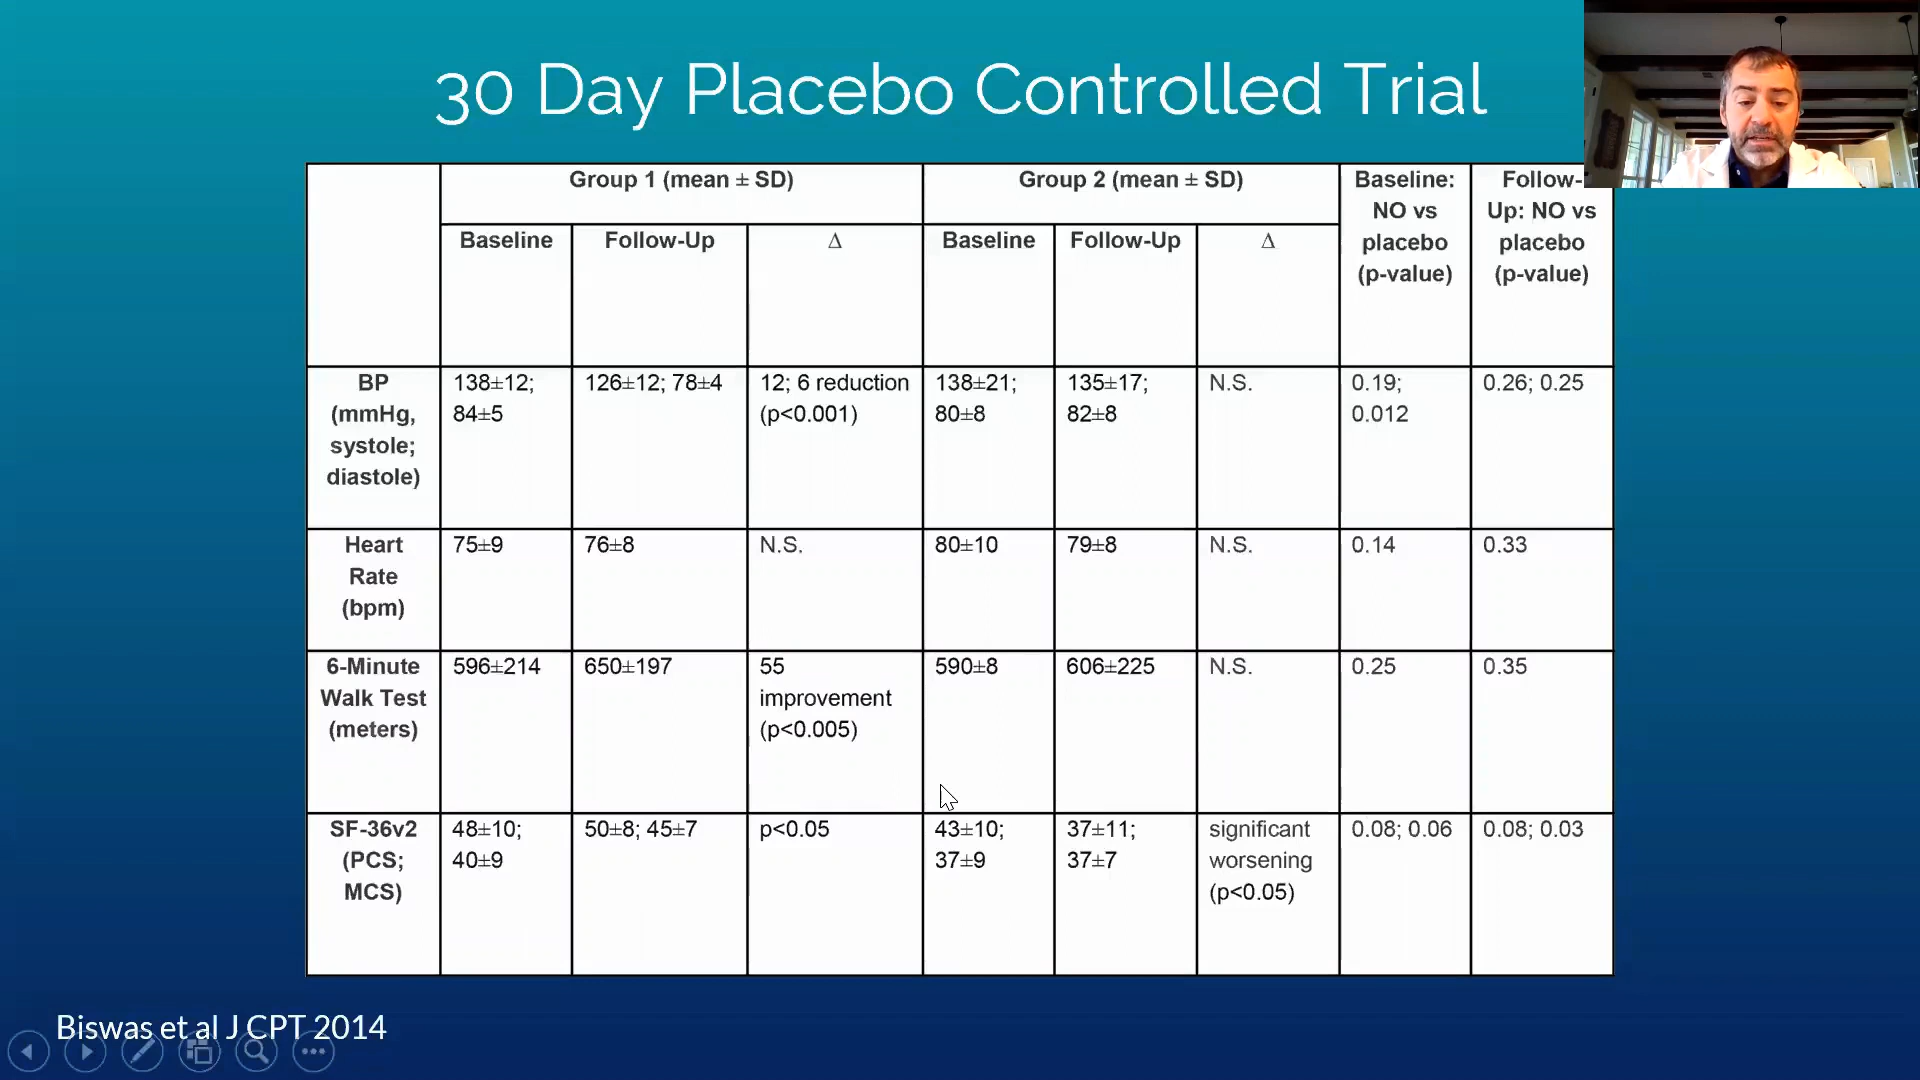 30 Day Placebo Controlled Trial
Group 1 (mean ± SD)
Group 2 (mean ± SD)
Baseline:
NO vs
placebo
(p-value)
Follow-
Up: NO vs
placebo
(p-value)
Baseline
Follow-Up
Δ
Baseline
Follow-Up
Δ
BP
(mmHg,
systole;
diastole)
138±12;
84±5
126±12; 78±4
12; 6 reduction
(p<0.001)
138±21;
80±8
135±17;
82±8
N.S.
0.19;
0.012
0.26; 0.25
Heart
Rate
(bpm)
75±9
76±8
N.S.
80±10
79±8
N.S.
0.14
0.33
6-Minute
Walk Test
(meters)
596±214
650±197
55
improvement
(p<0.005)
590±8
606±225
N.S.
0.25
0.35
SF-36v2
(PCS;
MCS)
48±10;
40±9
50±8; 45±7
p<0.05
43±10;
37±9
37±11;
37±7
significant
worsening
(p<0.05)
0.08; 0.06
0.08; 0.03
Biswas et al J CPT 2014